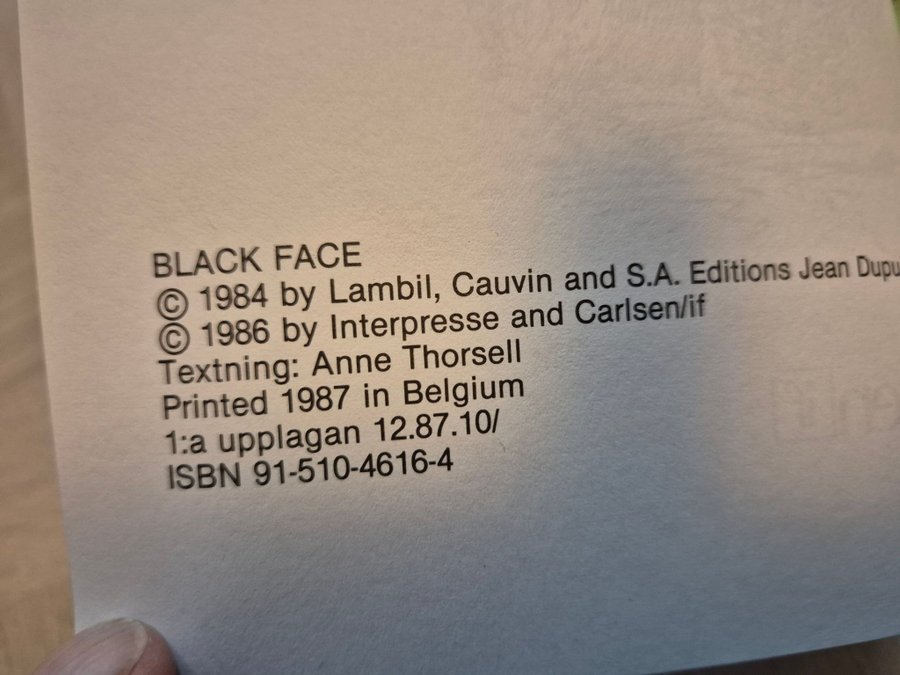 BLACK FACE
© 1984 by Lambil, Cauvin and S.A. Editions Jean Dupu
© 1986 by Interpresse and Carlsen/if
Textning: Anne Thorsell
Printed 1987 in Belgium
1:a upplagan 12.87.10/
ISBN 91-510-4616-4